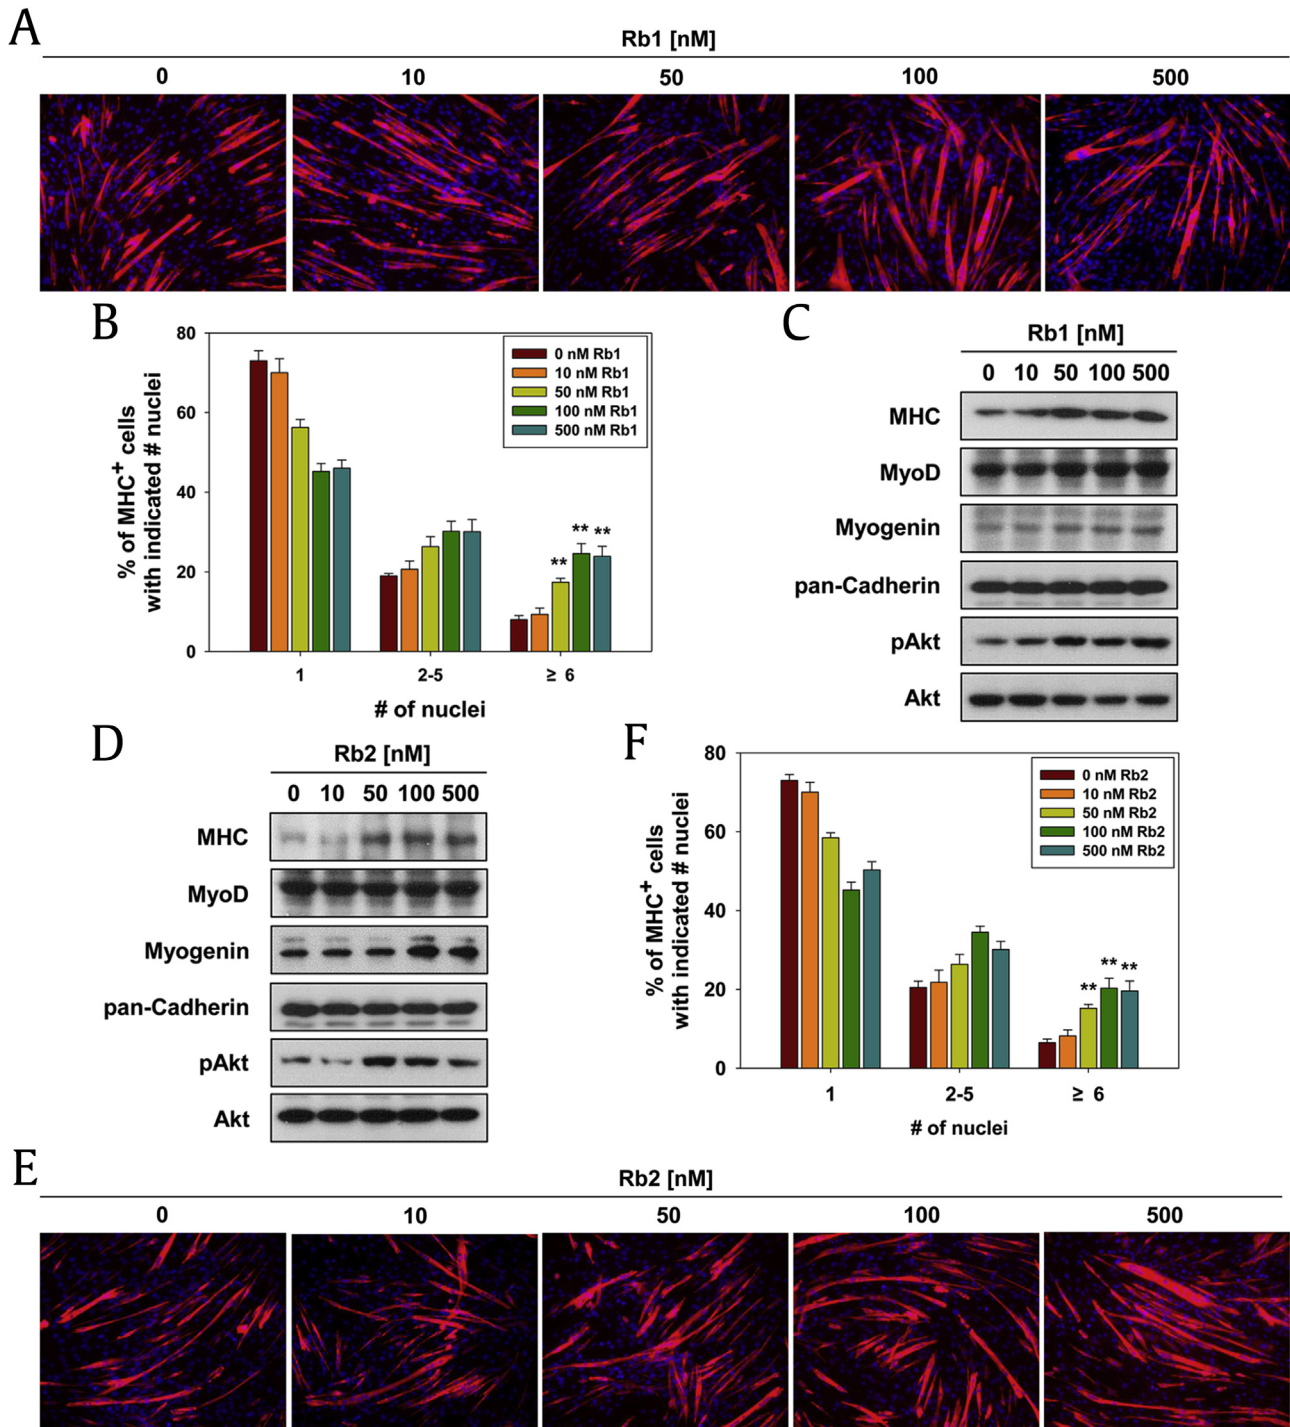 A
Rb1 [nM]
0 10 50 100 500
B
80
60
40
20
0
% of MHC+ cells
with indicated # nuclei
0 nM Rb1
10 nM Rb1
50 nM Rb1
100 nM Rb1
500 nM Rb1
** ** **
1 2-5 ≥ 6
# of nuclei
C
Rb1 [nM]
0 10 50 100 500
MHC
MyoD
Myogenin
pan-Cadherin
pAkt
Akt
D
Rb2 [nM]
0 10 50 100 500
MHC
MyoD
Myogenin
pan-Cadherin
pAkt
Akt
F
80
60
40
20
0
% of MHC+ cells
with indicated # nuclei
0 nM Rb2
10 nM Rb2
50 nM Rb2
100 nM Rb2
500 nM Rb2
** ** **
1 2-5 ≥ 6
# of nuclei
E
Rb2 [nM]
0 10 50 100 500